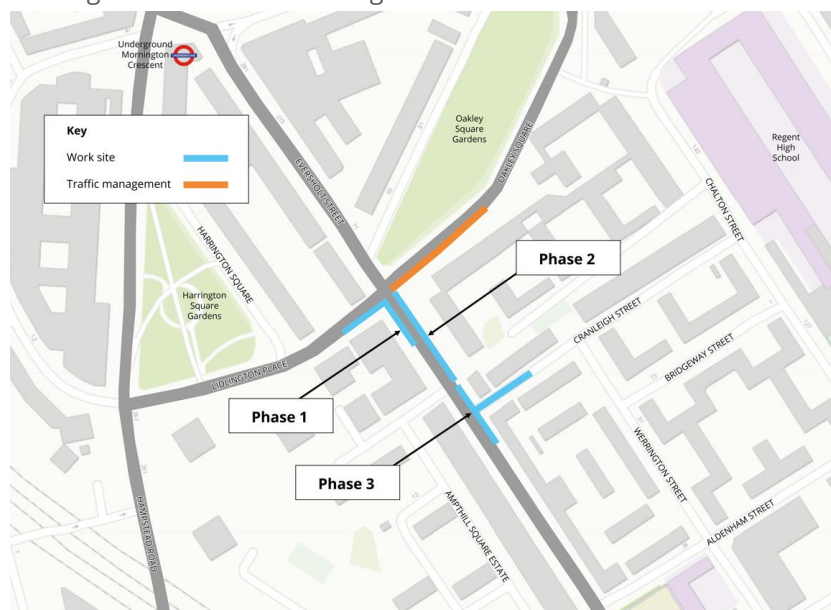 Underground
Mornington
Crescent
UNDERGROUND
Key
Work site
Traffic management
Oakley
Square
Gardens
OAKLEY SQUARE
Regent
High
School
CHALTON STREET
EVERSHOLT STREET
HARRINGTON SQUARE
Harrington
Square
Gardens
LIDLINGTON PLACE
Phase 2
CRANLEIGH STREET
BRIDGEWAY STREET
Phase 1
Phase 3
WERRINGTON STREET
ALDENHAM STREET
AMPTHILL SQUARE ESTATE
HAMPSTEAD ROAD